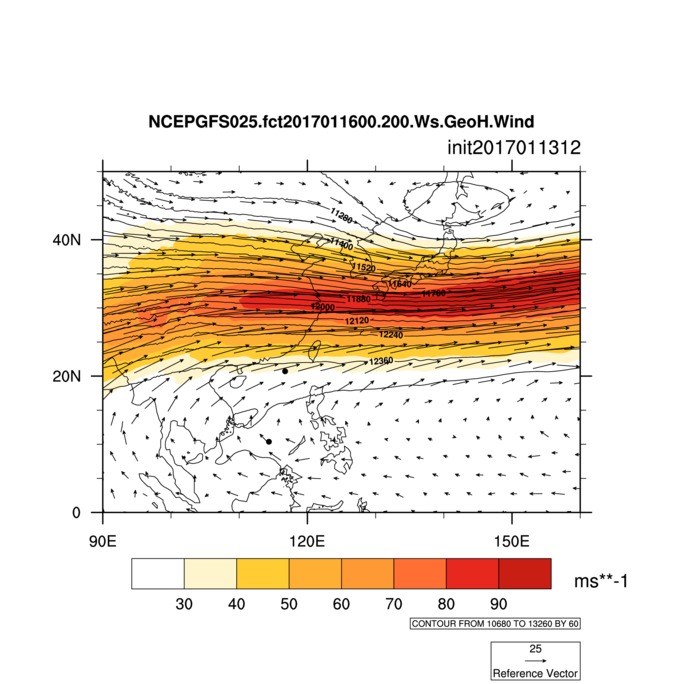 NCEPGFS025.fct2017011600.200.Ws.GeoH.Wind
init2017011312
11280
40N
11400
11520
11640
11760
11880
12000
12120
12240
12360
20N
0
90E 120E 150E
ms**-1
30 40 50 60 70 80 90
CONTOUR FROM 10680 TO 13260 BY 60
25
Reference Vector